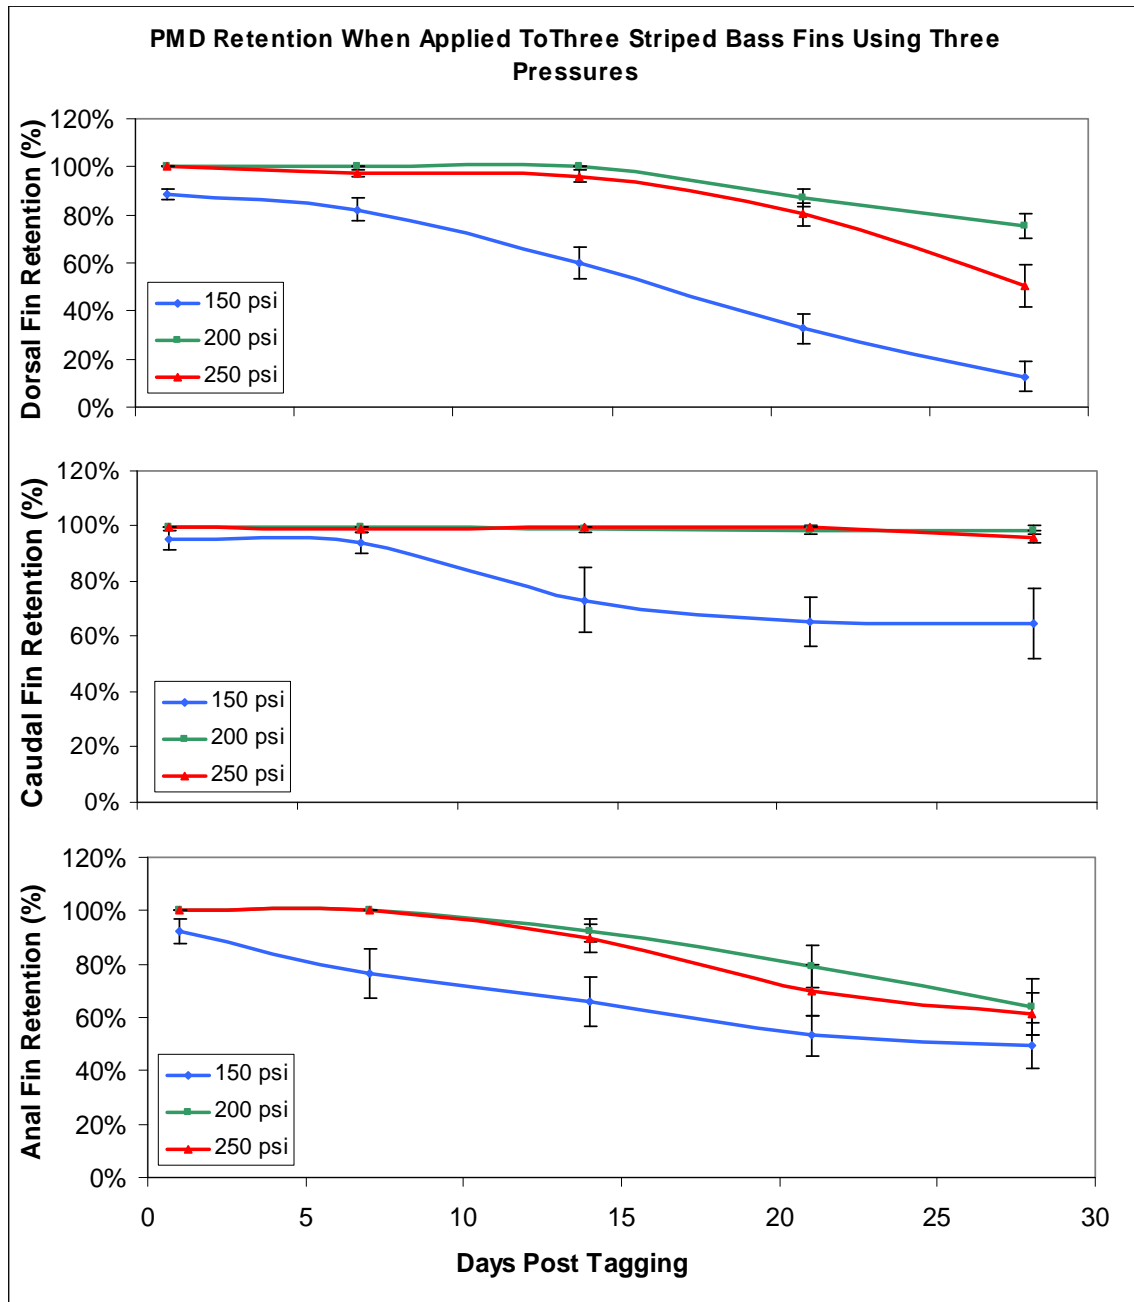 PMD Retention When Applied ToThree Striped Bass Fins Using Three
Pressures
Dorsal Fin Retention (%)
120%
100%
80%
60%
40%
20%
0%
150 psi
200 psi
250 psi
Caudal Fin Retention (%)
120%
100%
80%
60%
40%
20%
0%
150 psi
200 psi
250 psi
Anal Fin Retention (%)
120%
100%
80%
60%
40%
20%
0%
150 psi
200 psi
250 psi
0 5 10 15 20 25 30
Days Post Tagging